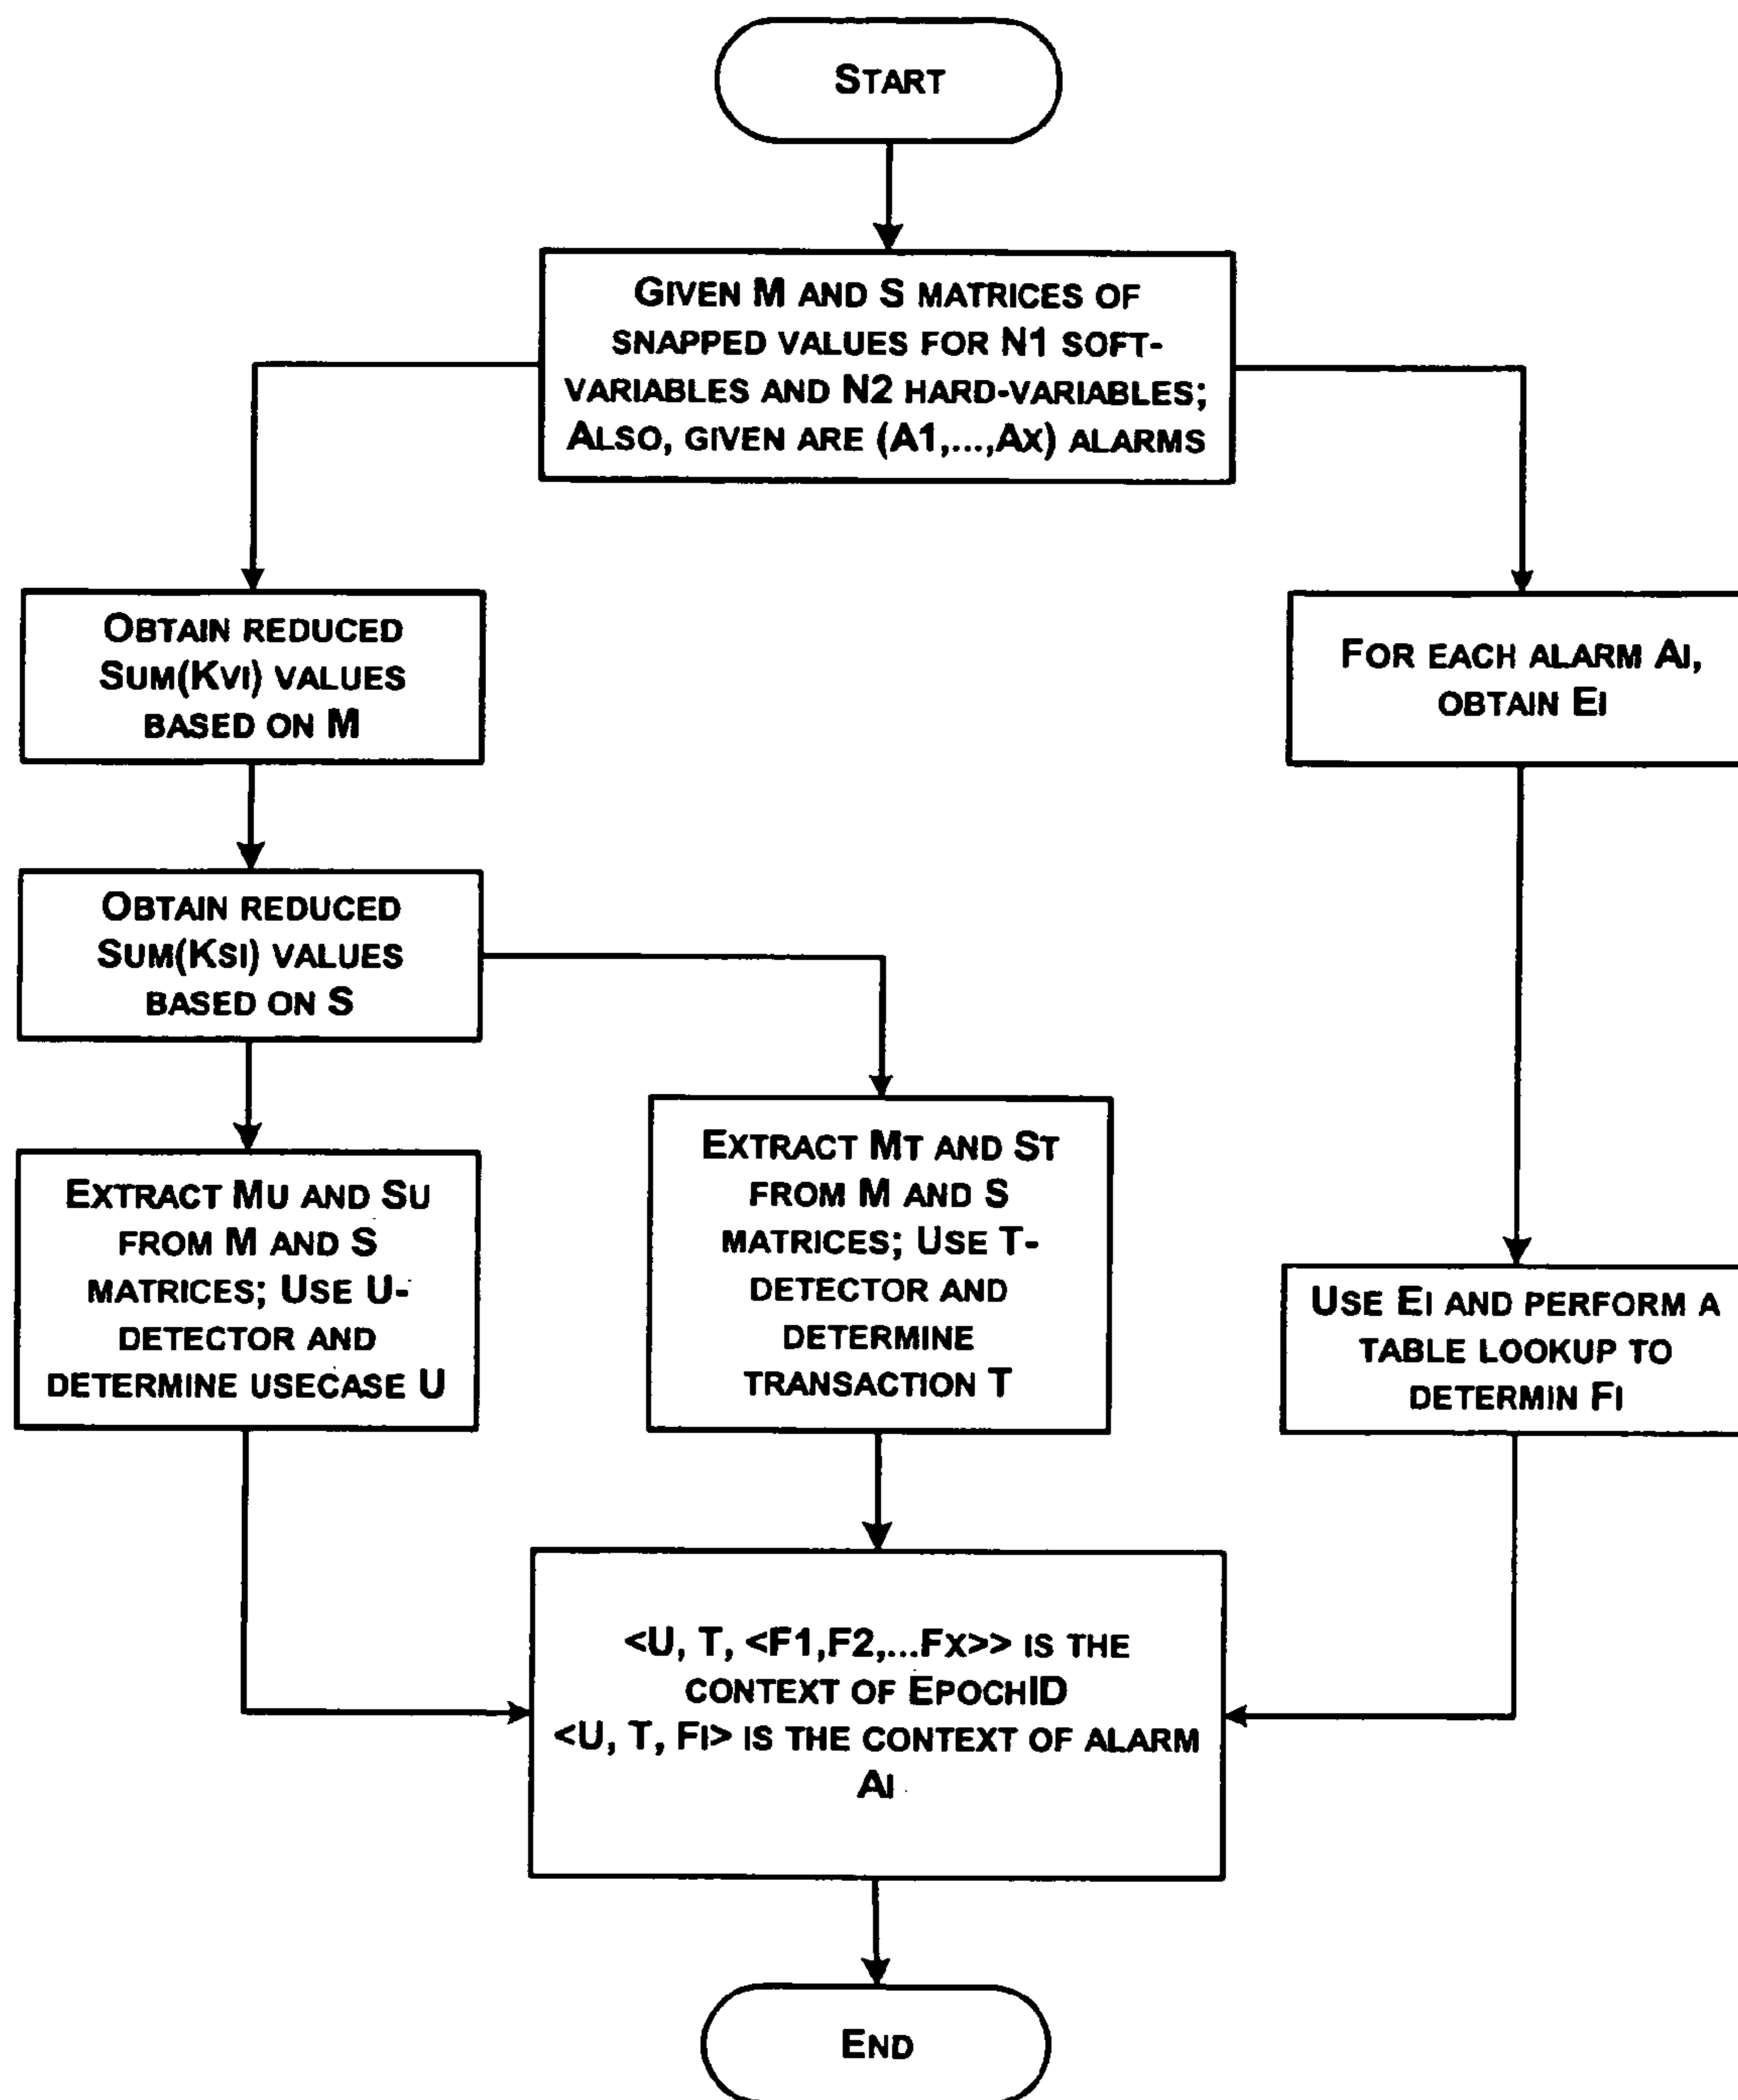 START
GIVEN M AND S MATRICES OF
SNAPPED VALUES FOR N1 SOFT-
VARIABLES AND N2 HARD-VARIABLES;
ALSO, GIVEN ARE (A1,...,AX) ALARMS
OBTAIN REDUCED
SUM(KVI) VALUES
BASED ON M
FOR EACH ALARM AI,
OBTAIN EI
OBTAIN REDUCED
SUM(KSI) VALUES
BASED ON S
EXTRACT MU AND SU
FROM M AND S
MATRICES; USE U-
DETECTOR AND
DETERMINE USECASE U
EXTRACT MT AND ST
FROM M AND S
MATRICES; USE T-
DETECTOR AND
DETERMINE
TRANSACTION T
USE EI AND PERFORM A
TABLE LOOKUP TO
DETERMIN FI
<U, T, <F1,F2,...FX>> IS THE
CONTEXT OF EPOCHID
<U, T, FI> IS THE CONTEXT OF ALARM
AI
END